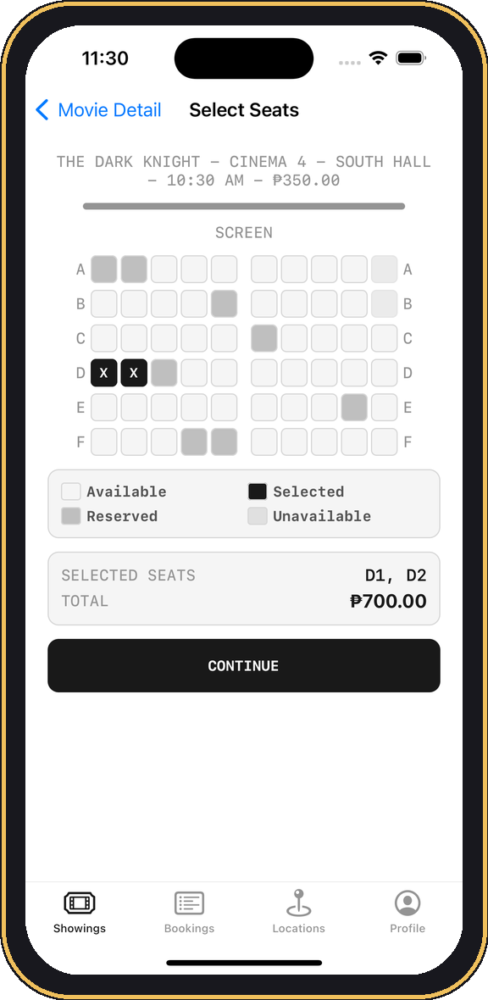 11:30
Movie Detail Select Seats
THE DARK KNIGHT – CINEMA 4 – SOUTH HALL
– 10:30 AM – ₱350.00
SCREEN
A A
B B
C C
D X X D
E E
F F
Available Selected
Reserved Unavailable
SELECTED SEATS D1, D2
TOTAL ₱700.00
CONTINUE
Showings Bookings Locations Profile